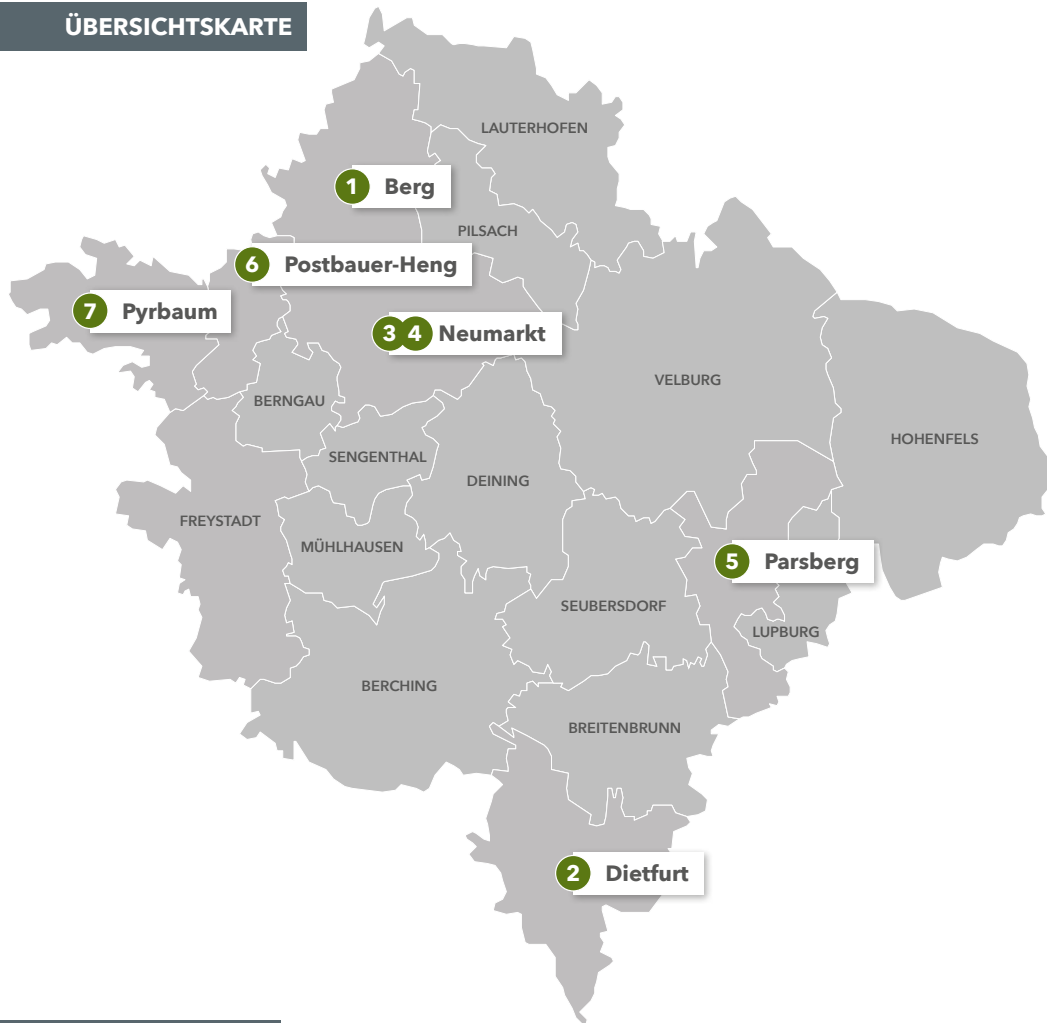 ÜBERSICHTSKARTE
LAUTERHOFEN
1 Berg
PILSACH
6 Postbauer-Heng
7 Pyrbaum
3 4 Neumarkt
VELBURG
BERNGAU
HOHENFELS
SENGENTHAL
DEINING
FREYSTADT
MÜHLHAUSEN
5 Parsberg
SEUBERSDORF
LUPBURG
BERCHING
BREITENBRUNN
2 Dietfurt